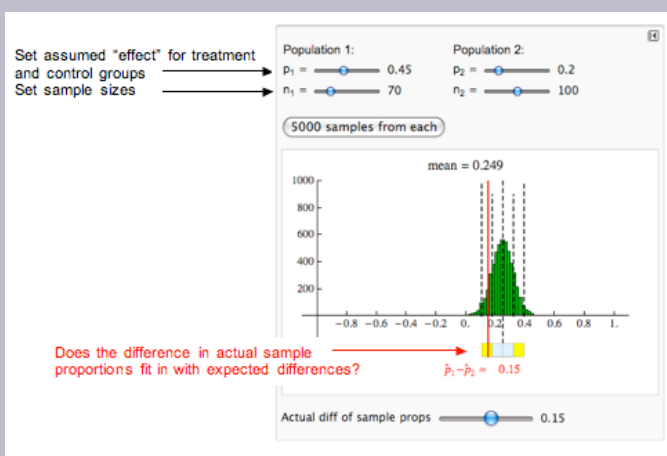 Set assumed “effect” for treatment
and control groups
Set sample sizes
Population 1:
Population 2:
p₁ = 0.45
p₂ = 0.2
n₁ = 70
n₂ = 100
5000 samples from each
mean = 0.249
1000
800
600
400
200
-0.8 -0.6 -0.4 -0.2 0. 0.2 0.4 0.6 0.8 1.
Does the difference in actual sample
proportions fit in with expected differences?
p̂₁-p̂₂ = 0.15
Actual diff of sample props 0.15